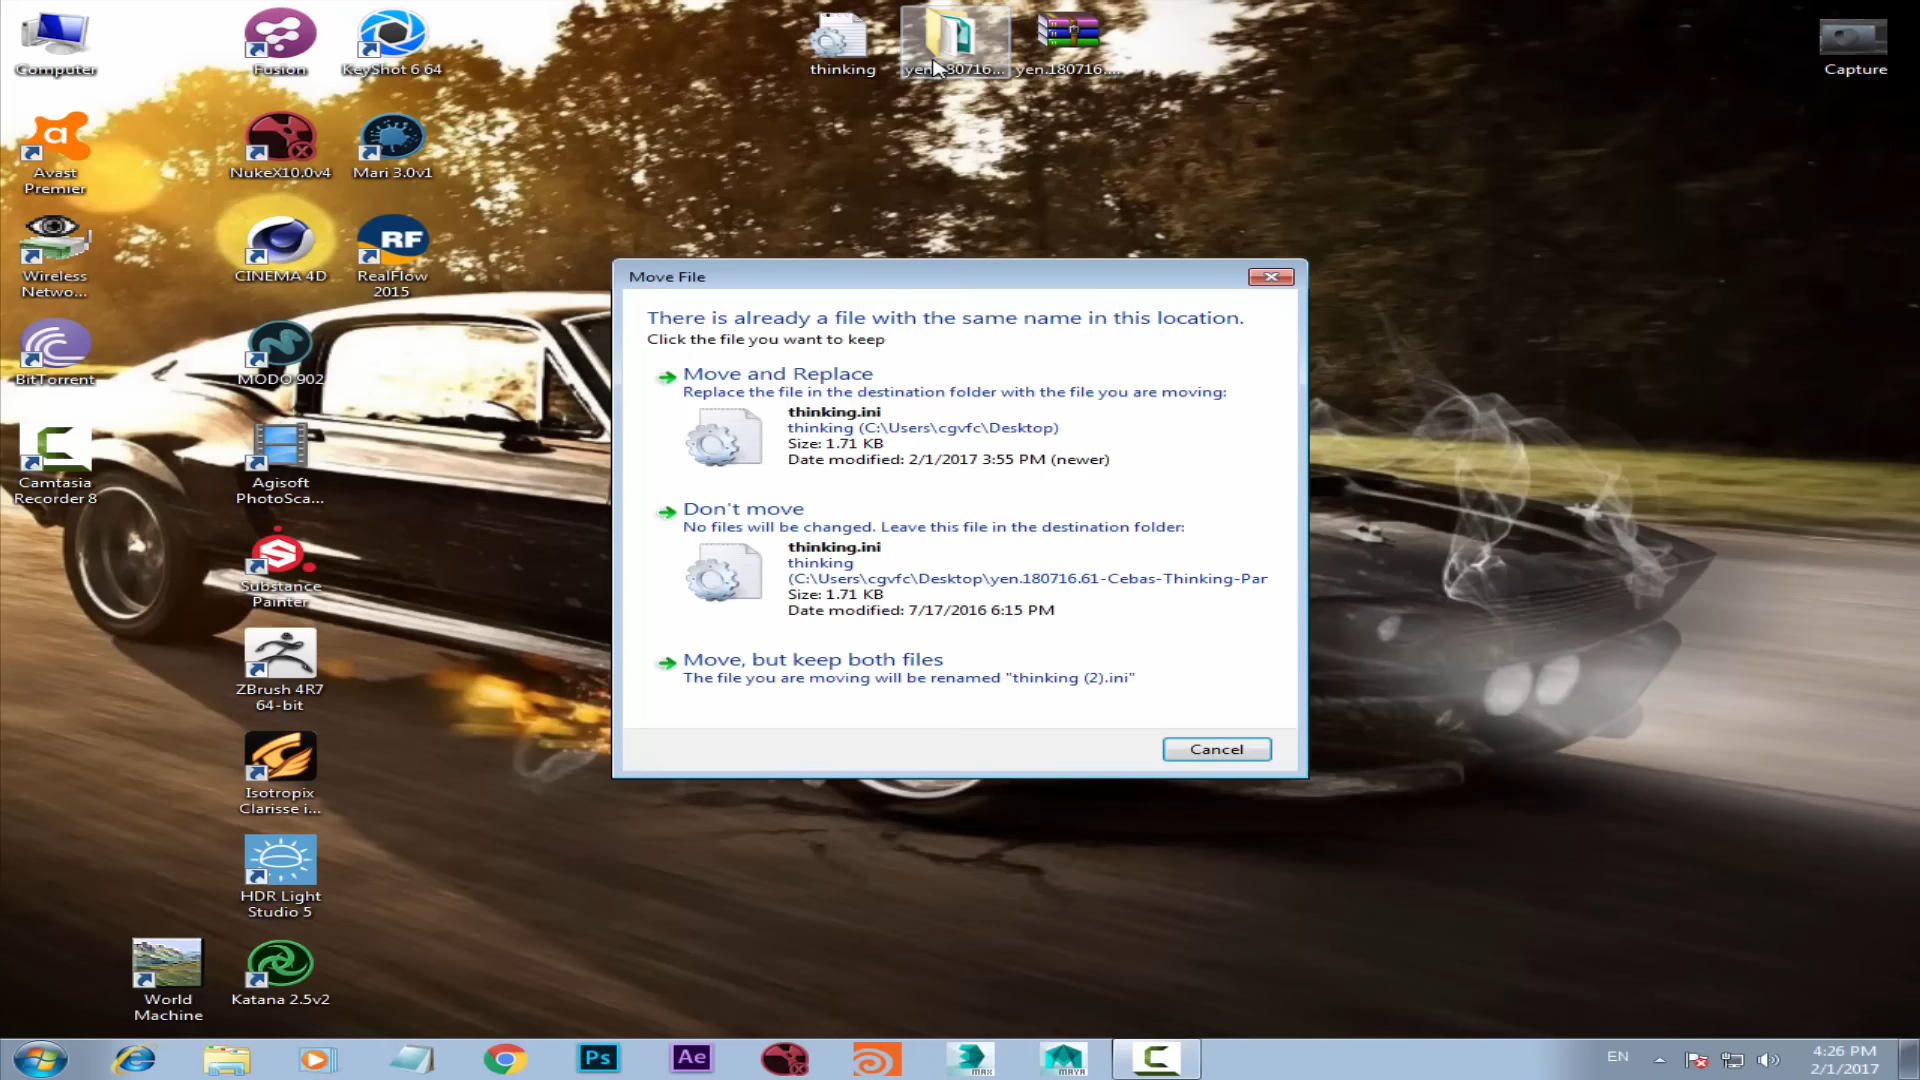 Computer
Fusion
KeyShot 6 64
thinking
yen.180716...
yen.180716....
Capture
Avast
Premier
NukeX10.0v4
Mari 3.0v1
Wireless
Netwo...
CINEMA 4D
RF
RealFlow
2015
BitTorrent
MODO 902
Camtasia
Recorder 8
Agisoft
PhotoSca...
Substance
Painter
ZBrush 4R7
64-bit
Isotropix
Clarisse i...
HDR Light
Studio 5
World
Machine
Katana 2.5v2
Move File
There is already a file with the same name in this location.
Click the file you want to keep
Move and Replace
Replace the file in the destination folder with the file you are moving:
thinking.ini
thinking (C:\Users\cgvfc\Desktop)
Size: 1.71 KB
Date modified: 2/1/2017 3:55 PM (newer)
Don't move
No files will be changed. Leave this file in the destination folder:
thinking.ini
thinking
(C:\Users\cgvfc\Desktop\yen.180716.61-Cebas-Thinking-Par
Size: 1.71 KB
Date modified: 7/17/2016 6:15 PM
Move, but keep both files
The file you are moving will be renamed "thinking (2).ini"
Cancel
Ps
Ae
MAX
MAYA
EN
4:26 PM
2/1/2017